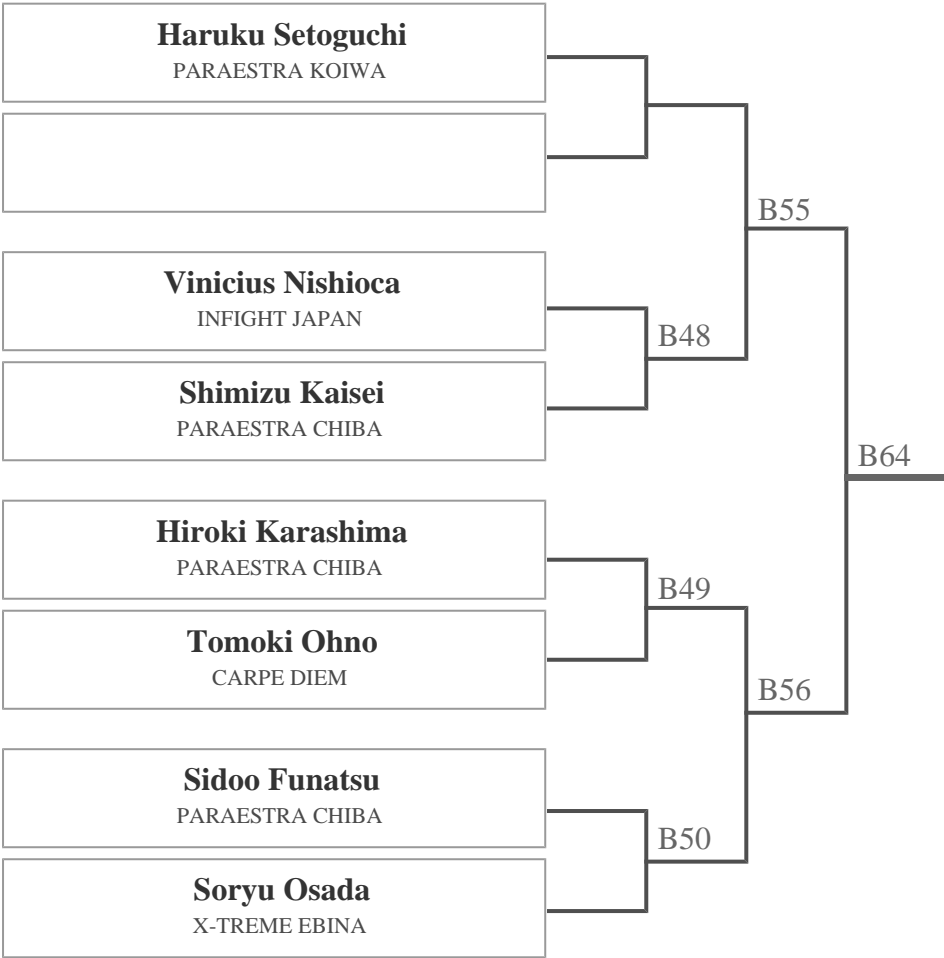 Haruku Setoguchi
PARAESTRA KOIWA
B55
Vinicius Nishioca
INFIGHT JAPAN
B48
Shimizu Kaisei
PARAESTRA CHIBA
B64
Hiroki Karashima
PARAESTRA CHIBA
B49
Tomoki Ohno
CARPE DIEM
B56
Sidoo Funatsu
PARAESTRA CHIBA
B50
Soryu Osada
X-TREME EBINA